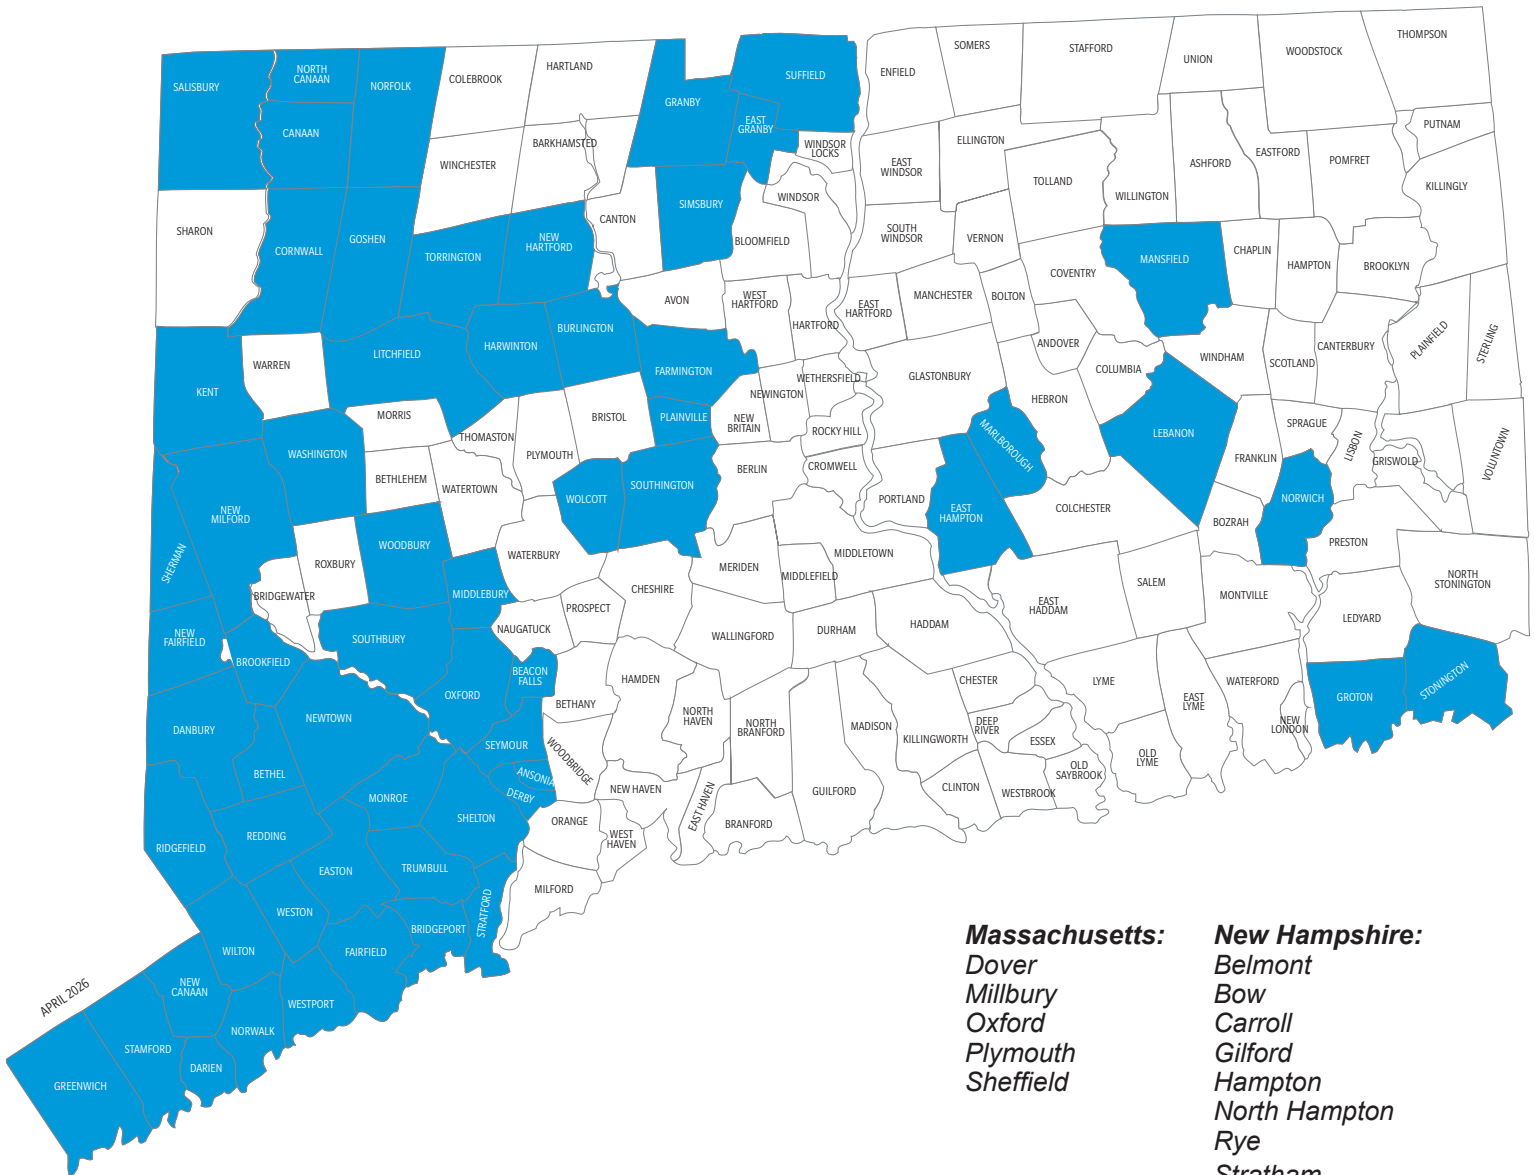 THOMPSON
WOODSTOCK
UNION
STAFFORD
SOMERS
ENFIELD
SUFFIELD
GRANBY
EAST
GRANBY
HARTLAND
COLEBROOK
NORFOLK
NORTH
CANAAN
SALISBURY
CANAAN
WINCHESTER
BARKHAMSTED
WINDSOR
LOCKS
EAST
WINDSOR
ELLINGTON
TOLLAND
WILLINGTON
ASHFORD
EASTFORD
POMFRET
PUTNAM
KILLINGLY
SHARON
CORNWALL
GOSHEN
TORRINGTON
NEW
HARTFORD
CANTON
SIMSBURY
BLOOMFIELD
WINDSOR
SOUTH
WINDSOR
VERNON
COVENTRY
MANSFIELD
CHAPLIN
HAMPTON
BROOKLYN
KENT
WARREN
LITCHFIELD
HARWINTON
BURLINGTON
AVON
WEST
HARTFORD
HARTFORD
EAST
HARTFORD
MANCHESTER
BOLTON
ANDOVER
COLUMBIA
WINDHAM
SCOTLAND
CANTERBURY
PLAINFIELD
STERLING
FARMINGTON
PLAINVILLE
NEW
BRITAIN
NEWINGTON
WETHERSFIELD
ROCKY HILL
GLASTONBURY
HEBRON
MARLBOROUGH
LEBANON
FRANKLIN
SPRAGUE
LISBON
GRISWOLD
VOLUNTOWN
WASHINGTON
MORRIS
BETHLEHEM
THOMASTON
WATERTOWN
PLYMOUTH
BRISTOL
WOLCOTT
SOUTHINGTON
BERLIN
CROMWELL
PORTLAND
EAST
HAMPTON
COLCHESTER
BOZRAH
NORWICH
PRESTON
NORTH
STONINGTON
SHERMAN
NEW
MILFORD
ROXBURY
BRIDGEWATER
WOODBURY
MIDDLEBURY
WATERBURY
NAUGATUCK
PROSPECT
CHESHIRE
MERIDEN
MIDDLEFIELD
MIDDLETOWN
EAST
HADDAM
SALEM
MONTVILLE
LEDYARD
NEW
FAIRFIELD
BROOKFIELD
SOUTHBURY
OXFORD
BEACON
FALLS
BETHANY
HAMDEN
WALLINGFORD
DURHAM
HADDAM
CHESTER
LYME
EAST
LYME
WATERFORD
NEW
LONDON
GROTON
STONINGTON
DANBURY
NEWTOWN
BETHEL
SEYMOUR
ANSONIA
DERBY
WOODBRIDGE
NORTH
HAVEN
NORTH
BRANFORD
MADISON
KILLINGWORTH
DEEP
RIVER
ESSEX
OLD
SAYBROOK
OLD
LYME
WESTBROOK
CLINTON
GUILFORD
BRANFORD
EAST HAVEN
NEW HAVEN
WEST
HAVEN
ORANGE
MILFORD
RIDGEFIELD
REDDING
MONROE
SHELTON
EASTON
TRUMBULL
STRATFORD
BRIDGEPORT
FAIRFIELD
WESTON
WILTON
WESTPORT
NORWALK
NEW
CANAAN
DARIEN
STAMFORD
GREENWICH
APRIL 2026
Massachusetts:
Dover
Millbury
Oxford
Plymouth
Sheffield
New Hampshire:
Belmont
Bow
Carroll
Gilford
Hampton
North Hampton
Rye
Stratham